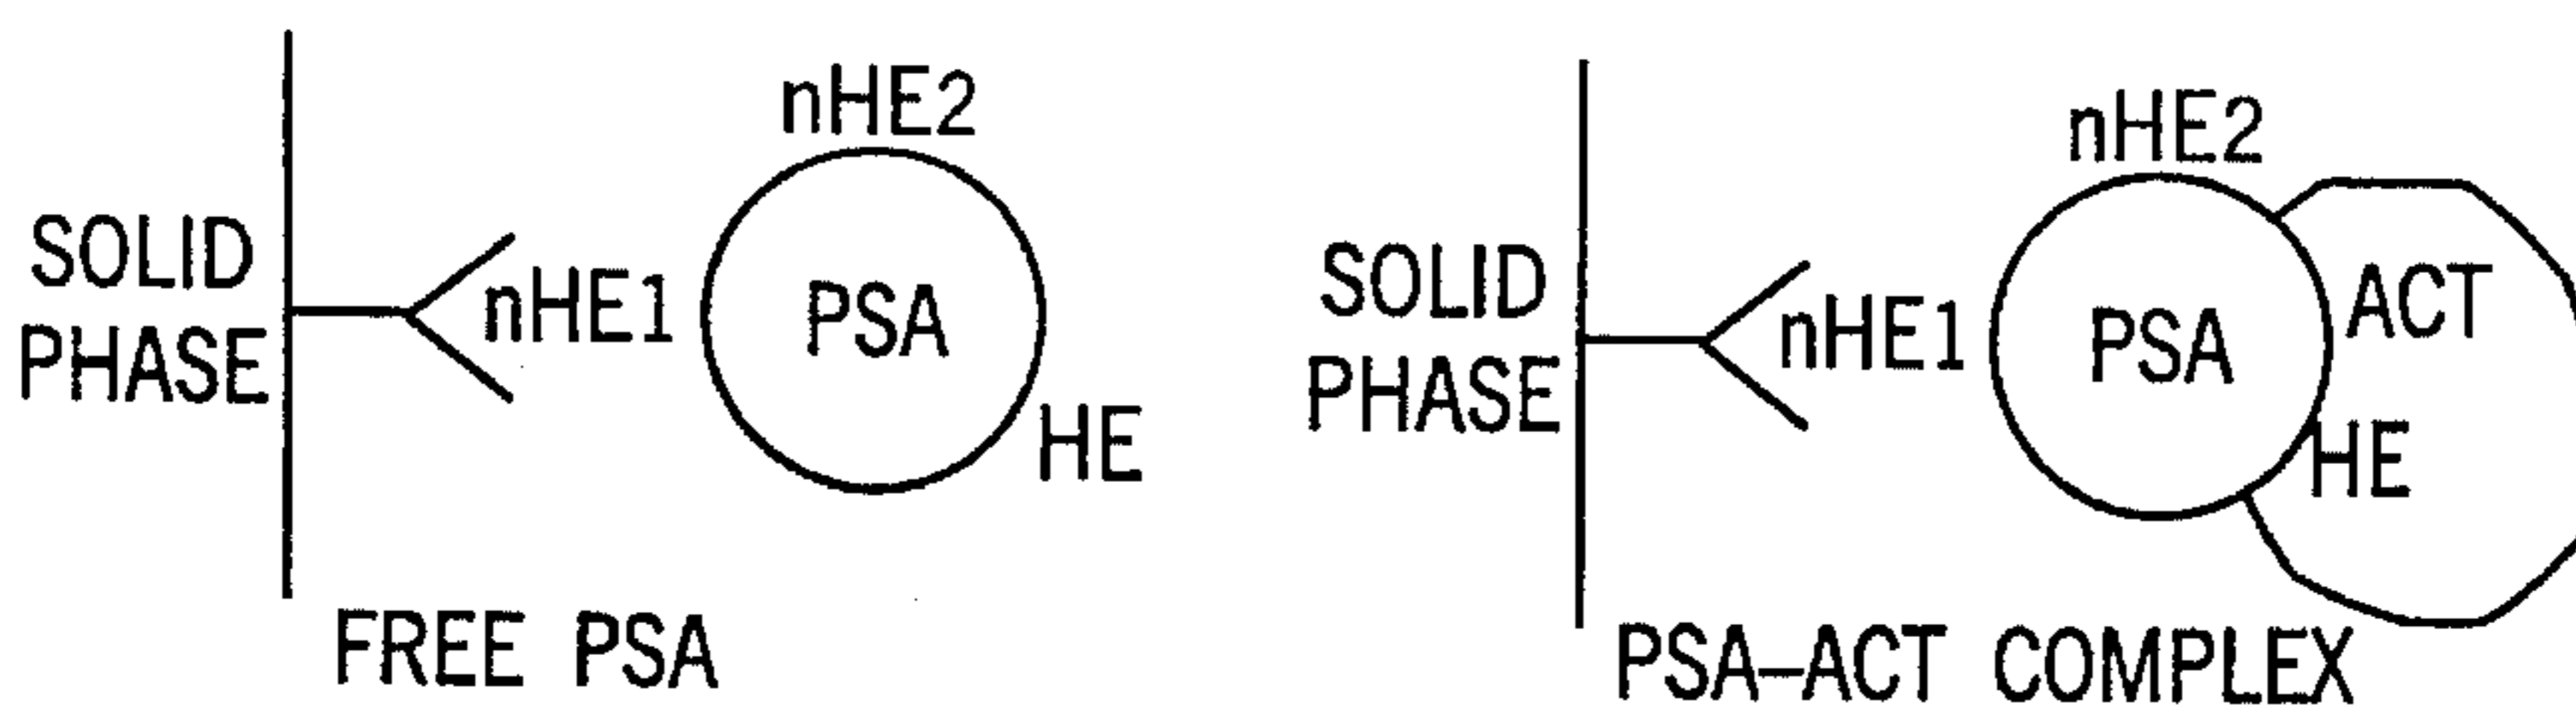 nHE2
SOLID
PHASE
nHE1
PSA
HE
FREE PSA
nHE2
SOLID
PHASE
nHE1
PSA
ACT
HE
PSA–ACT COMPLEX